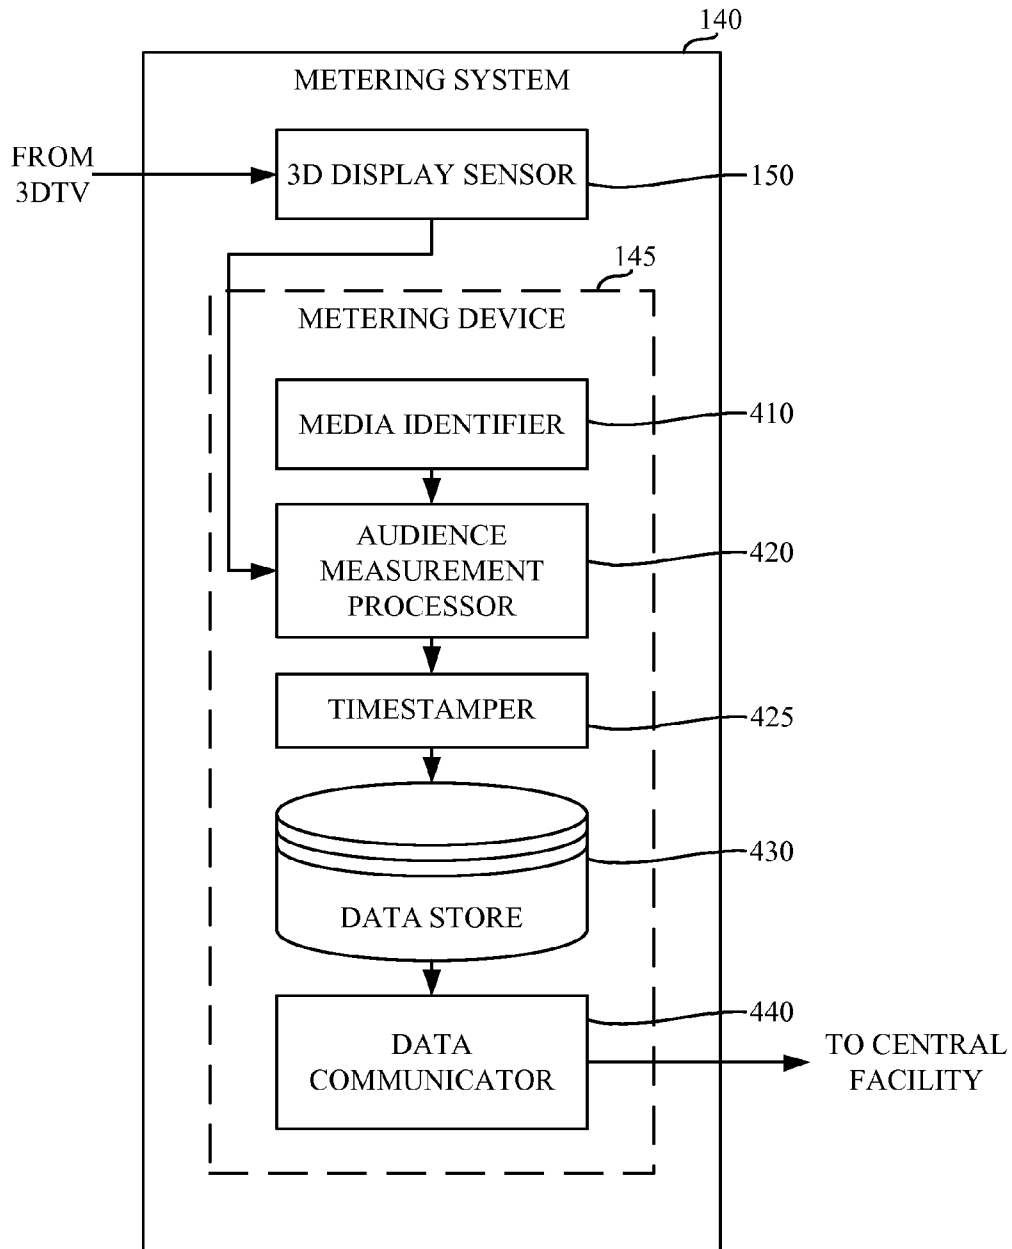 140
METERING SYSTEM
FROM
3DTV
3D DISPLAY SENSOR
150
145
METERING DEVICE
MEDIA IDENTIFIER
410
AUDIENCE
MEASUREMENT
PROCESSOR
420
TIMESTAMPER
425
430
DATA STORE
440
DATA
COMMUNICATOR
TO CENTRAL
FACILITY